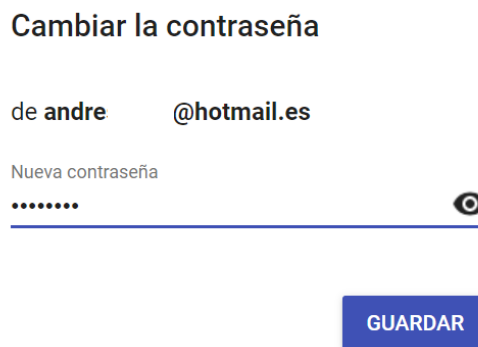 Cambiar la contraseña
de andre @hotmail.es
Nueva contraseña
••••••••
GUARDAR